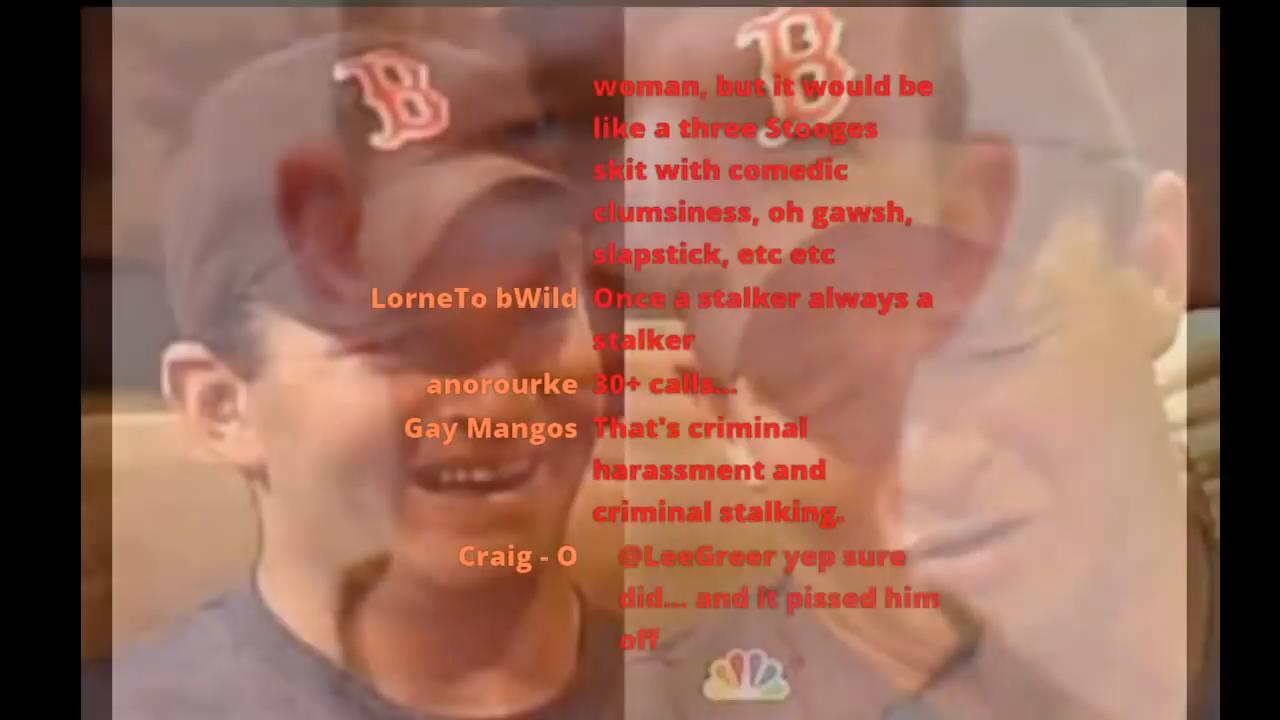 B
B
woman, but it would be
like a three Stooges
skit with comedic
clumsiness, oh gawsh,
slapstick, etc etc
LorneTo bWild Once a stalker always a
stalker
anorourke 30+ calls...
Gay Mangos That's criminal
harassment and
criminal stalking.
Craig - O @LeeGreer yep sure
did... and it pissed him
off